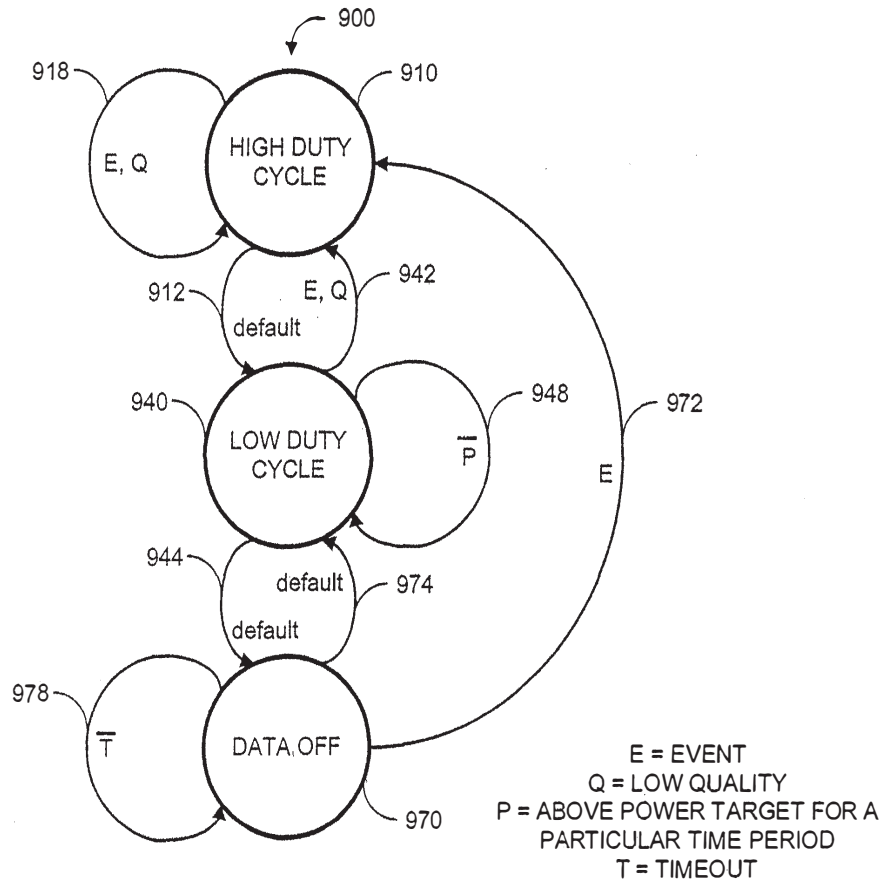 900
918
910
HIGH DUTY
CYCLE
E, Q
912
E, Q
942
default
940
948
972
LOW DUTY
CYCLE
P̅
E
944
default
974
default
978
T̅
DATA OFF
970
E = EVENT
Q = LOW QUALITY
P = ABOVE POWER TARGET FOR A
PARTICULAR TIME PERIOD
T = TIMEOUT